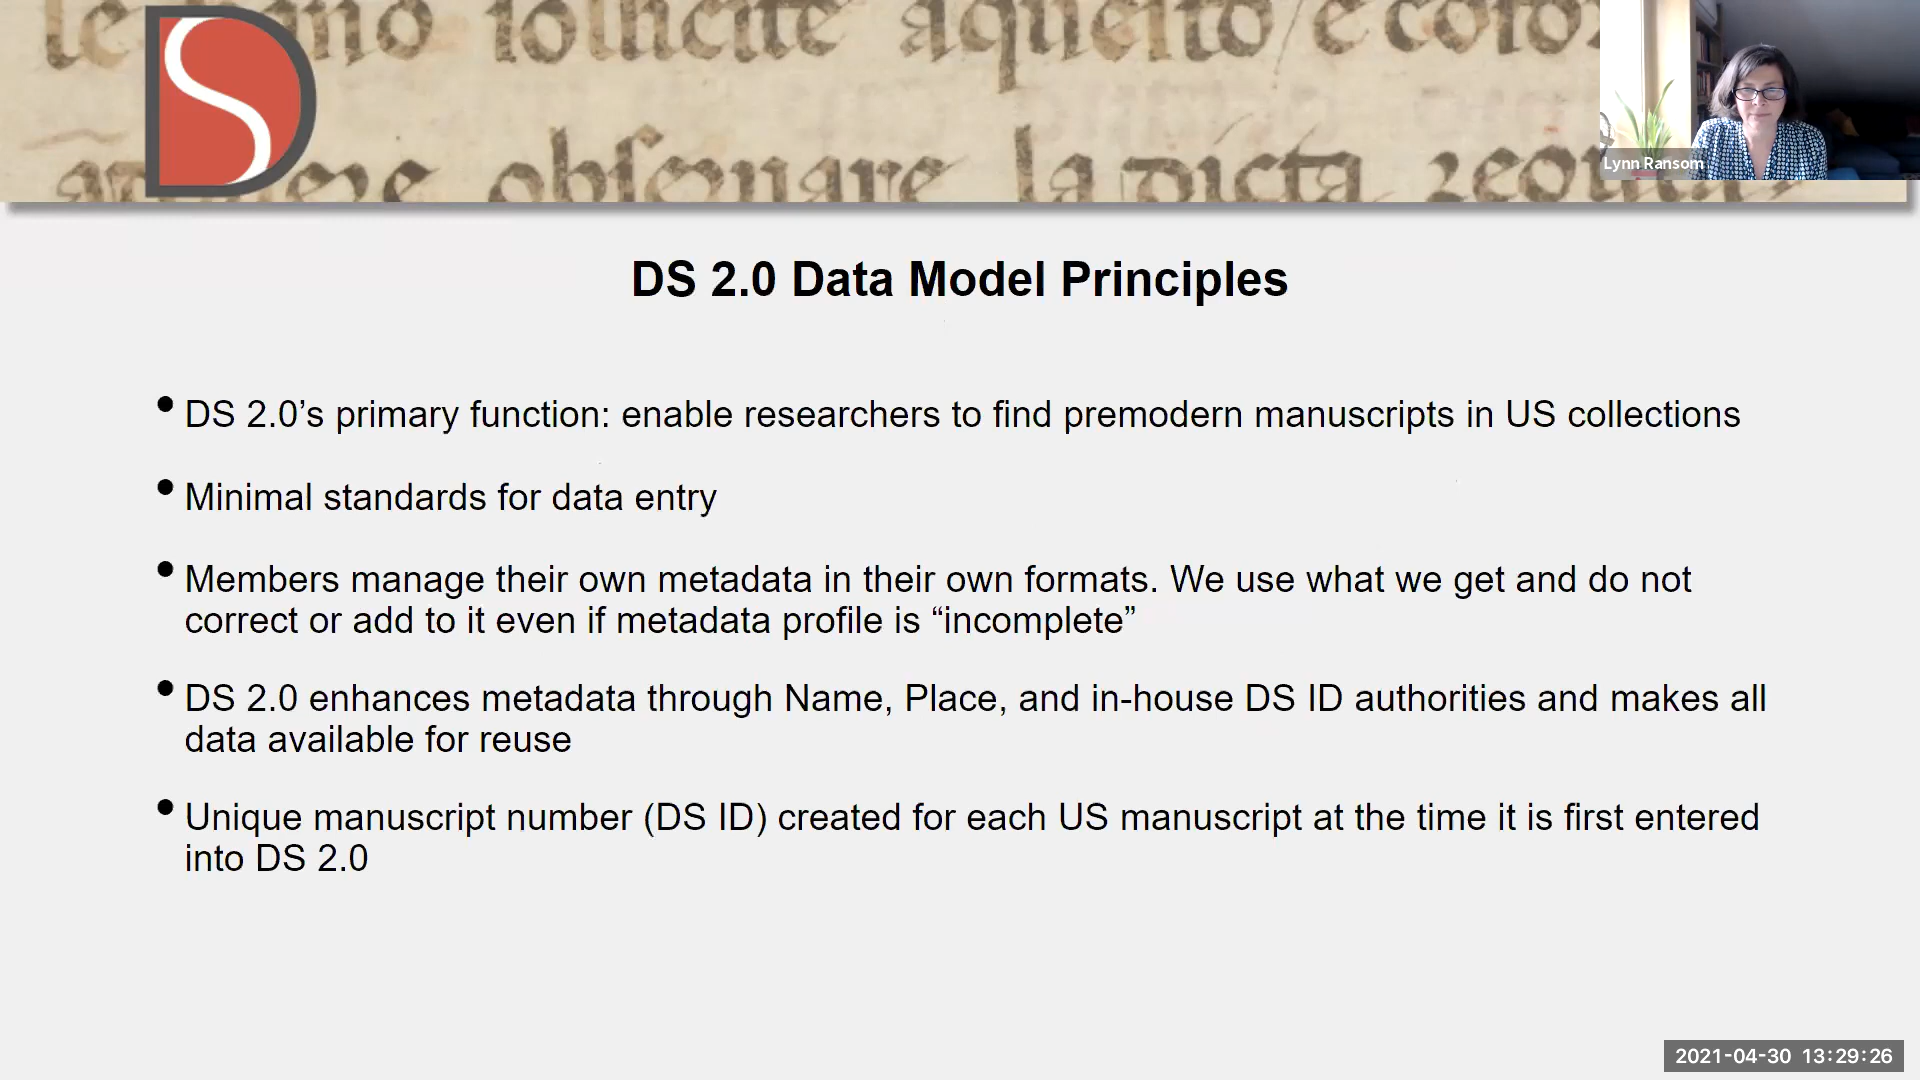 aqueito / e
obseruare la dicta
Lynn Ransom
DS 2.0 Data Model Principles
• DS 2.0’s primary function: enable researchers to find premodern manuscripts in US collections
• Minimal standards for data entry
• Members manage their own metadata in their own formats. We use what we get and do not
correct or add to it even if metadata profile is “incomplete”
• DS 2.0 enhances metadata through Name, Place, and in-house DS ID authorities and makes all
data available for reuse
• Unique manuscript number (DS ID) created for each US manuscript at the time it is first entered
into DS 2.0
2021-04-30 13:29:26